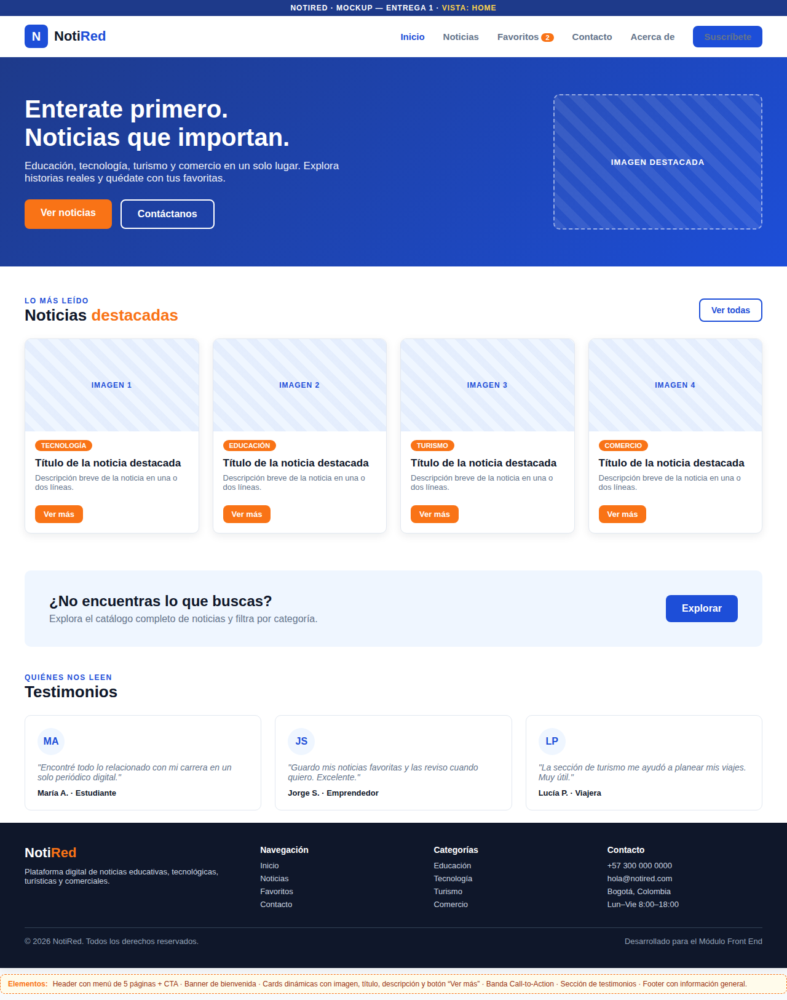 NOTIRED · MOCKUP — ENTREGA 1 · VISTA: HOME
N NotiRed
Inicio Noticias Favoritos 2 Contacto Acerca de Suscríbete
Enterate primero.
Noticias que importan.
Educación, tecnología, turismo y comercio en un solo lugar. Explora
historias reales y quédate con tus favoritas.
Ver noticias Contáctanos
IMAGEN DESTACADA
LO MÁS LEÍDO
Noticias destacadas
Ver todas
IMAGEN 1
TECNOLOGÍA
Título de la noticia destacada
Descripción breve de la noticia en una o
dos líneas.
Ver más
IMAGEN 2
EDUCACIÓN
Título de la noticia destacada
Descripción breve de la noticia en una o
dos líneas.
Ver más
IMAGEN 3
TURISMO
Título de la noticia destacada
Descripción breve de la noticia en una o
dos líneas.
Ver más
IMAGEN 4
COMERCIO
Título de la noticia destacada
Descripción breve de la noticia en una o
dos líneas.
Ver más
¿No encuentras lo que buscas?
Explora el catálogo completo de noticias y filtra por categoría.
Explorar
QUIÉNES NOS LEEN
Testimonios
MA
"Encontré todo lo relacionado con mi carrera en un
solo periódico digital."
María A. · Estudiante
JS
"Guardo mis noticias favoritas y las reviso cuando
quiero. Excelente."
Jorge S. · Emprendedor
LP
"La sección de turismo me ayudó a planear mis viajes.
Muy útil."
Lucía P. · Viajera
NotiRed
Plataforma digital de noticias educativas, tecnológicas,
turísticas y comerciales.
Navegación
Inicio
Noticias
Favoritos
Contacto
Categorías
Educación
Tecnología
Turismo
Comercio
Contacto
+57 300 000 0000
hola@notired.com
Bogotá, Colombia
Lun–Vie 8:00–18:00
© 2026 NotiRed. Todos los derechos reservados.
Desarrollado para el Módulo Front End
Elementos: Header con menú de 5 páginas + CTA · Banner de bienvenida · Cards dinámicas con imagen, título, descripción y botón “Ver más” · Banda Call-to-Action · Sección de testimonios · Footer con información general.